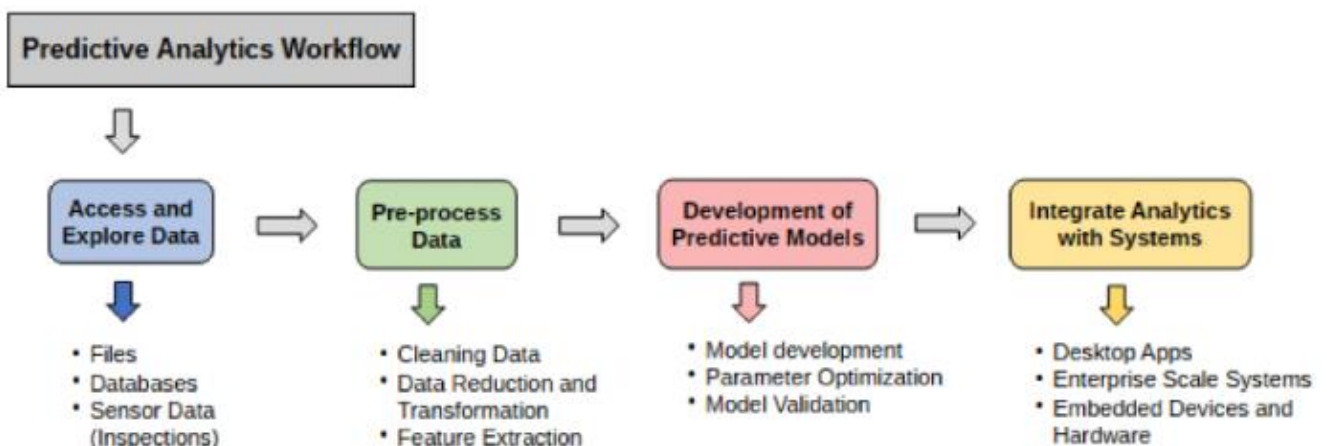 Predictive Analytics Workflow
Access and
Explore Data
Pre-process
Data
Development of
Predictive Models
Integrate Analytics
with Systems
• Files
• Databases
• Sensor Data
(Inspections)
• Cleaning Data
• Data Reduction and
Transformation
• Feature Extraction
• Model development
• Parameter Optimization
• Model Validation
• Desktop Apps
• Enterprise Scale Systems
• Embedded Devices and
Hardware